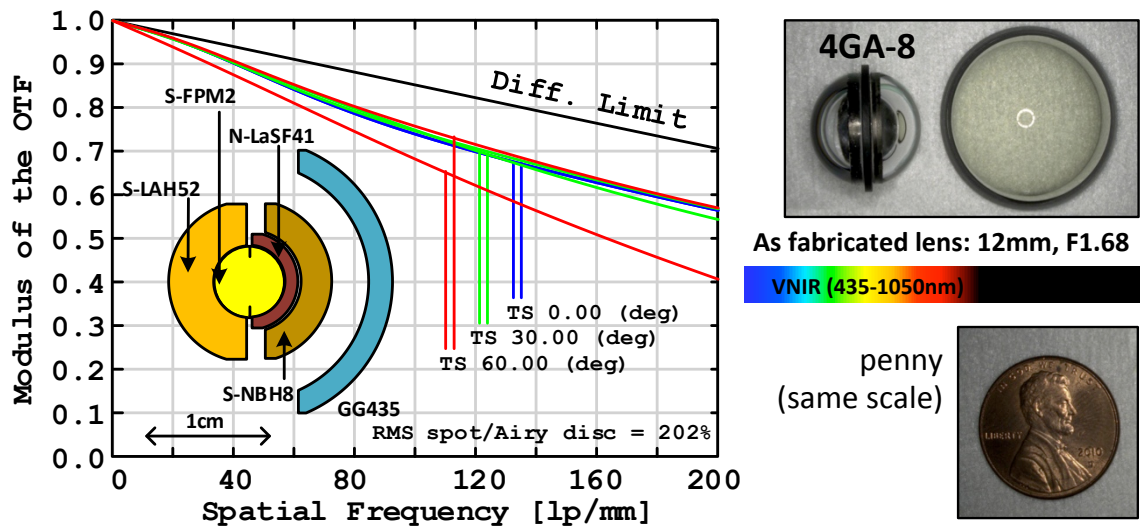 1.0
0.9
0.8
0.7
0.6
0.5
0.4
0.3
0.2
0.1
0.0
Modulus of the OTF
0
40
80
120
160
200
Spatial Frequency [lp/mm]
Diff. Limit
S-FPM2
N-LaSF41
S-LAH52
S-NBH8
GG435
1cm
TS 0.00 (deg)
TS 30.00 (deg)
TS 60.00 (deg)
RMS spot/Airy disc = 202%
4GA-8
As fabricated lens: 12mm, F1.68
VNIR (435-1050nm)
penny
(same scale)
LIBERTY
2010